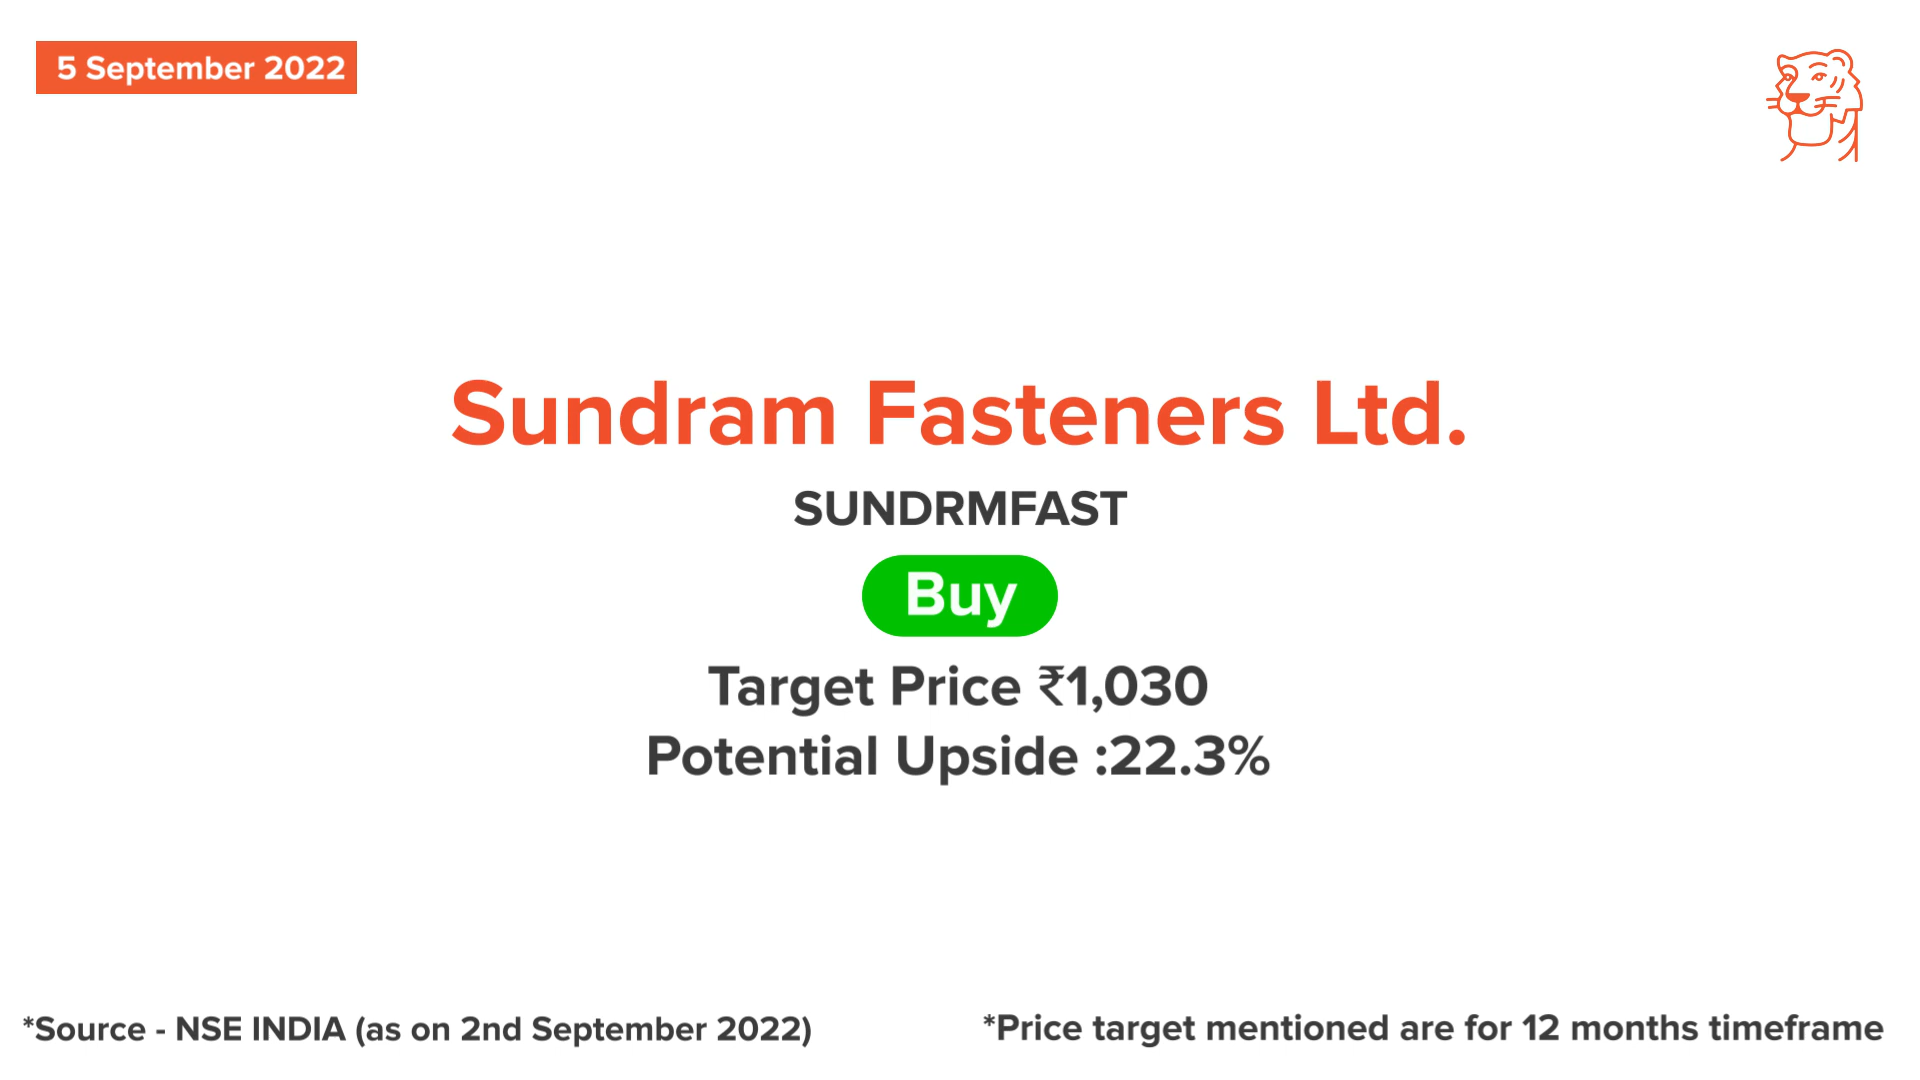 5 September 2022
Sundram Fasteners Ltd.
SUNDRMFAST
Buy
Target Price ₹1,030
Potential Upside :22.3%
*Source - NSE INDIA (as on 2nd September 2022)
*Price target mentioned are for 12 months timeframe